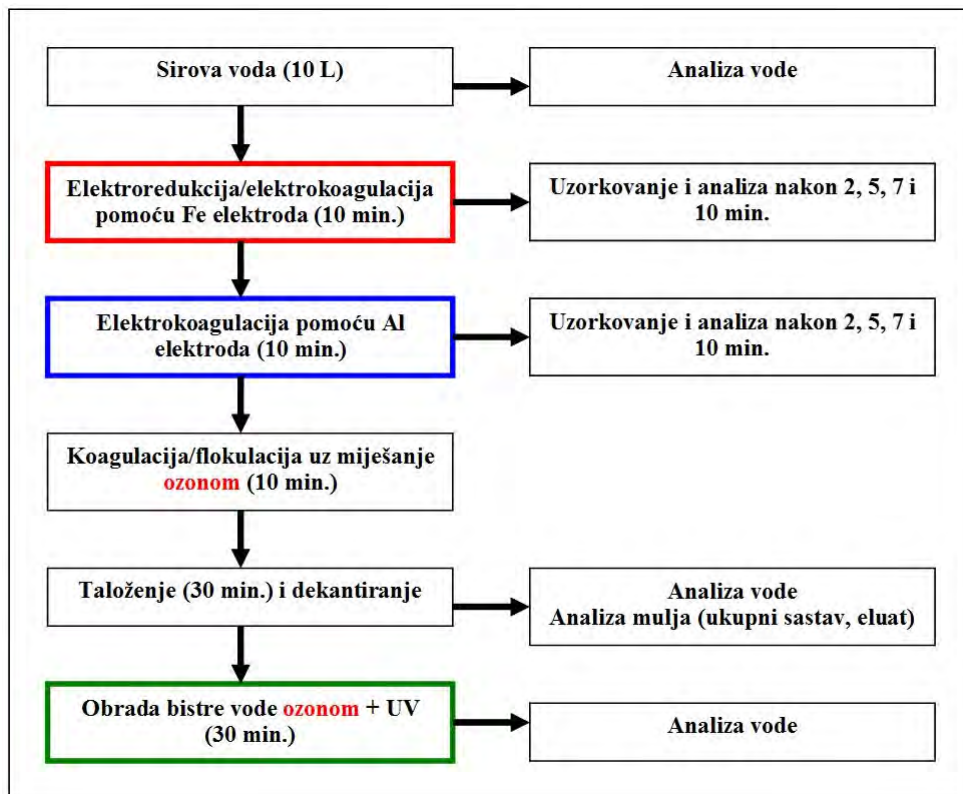 Sirova voda (10 L)
Analiza vode
Elektroredukcija/elektrokoagulacija
pomoću Fe elektroda (10 min.)
Uzorkovanje i analiza nakon 2, 5, 7 i
10 min.
Elektrokoagulacija pomoću Al
elektroda (10 min.)
Uzorkovanje i analiza nakon 2, 5, 7 i
10 min.
Koagulacija/flokulacija uz miješanje
ozonom (10 min.)
Taloženje (30 min.) i dekantiranje
Analiza vode
Analiza mulja (ukupni sastav, eluat)
Obrada bistre vode ozonom + UV
(30 min.)
Analiza vode